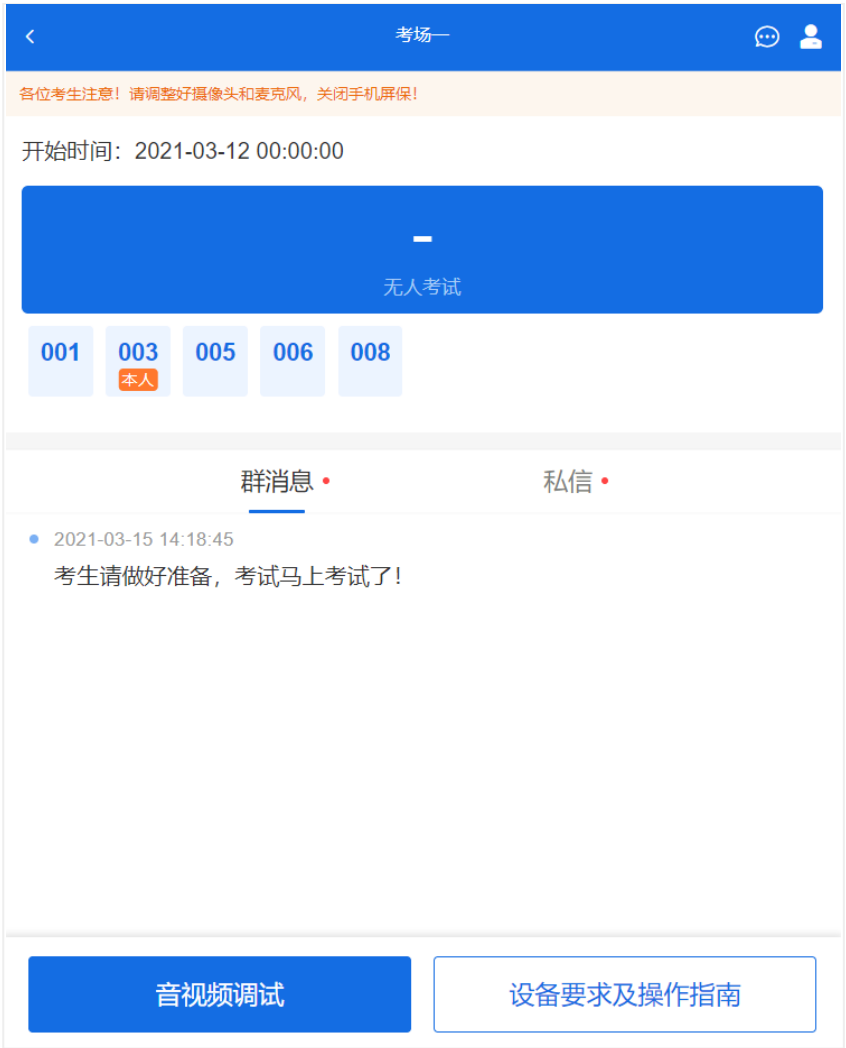 考场一
各位考生注意！请调整好摄像头和麦克风，关闭手机屏保！
开始时间：2021-03-12 00:00:00
-
无人考试
001 003 005 006 008
本人
群消息 私信
2021-03-15 14:18:45
考生请做好准备，考试马上考试了！
音视频调试 设备要求及操作指南